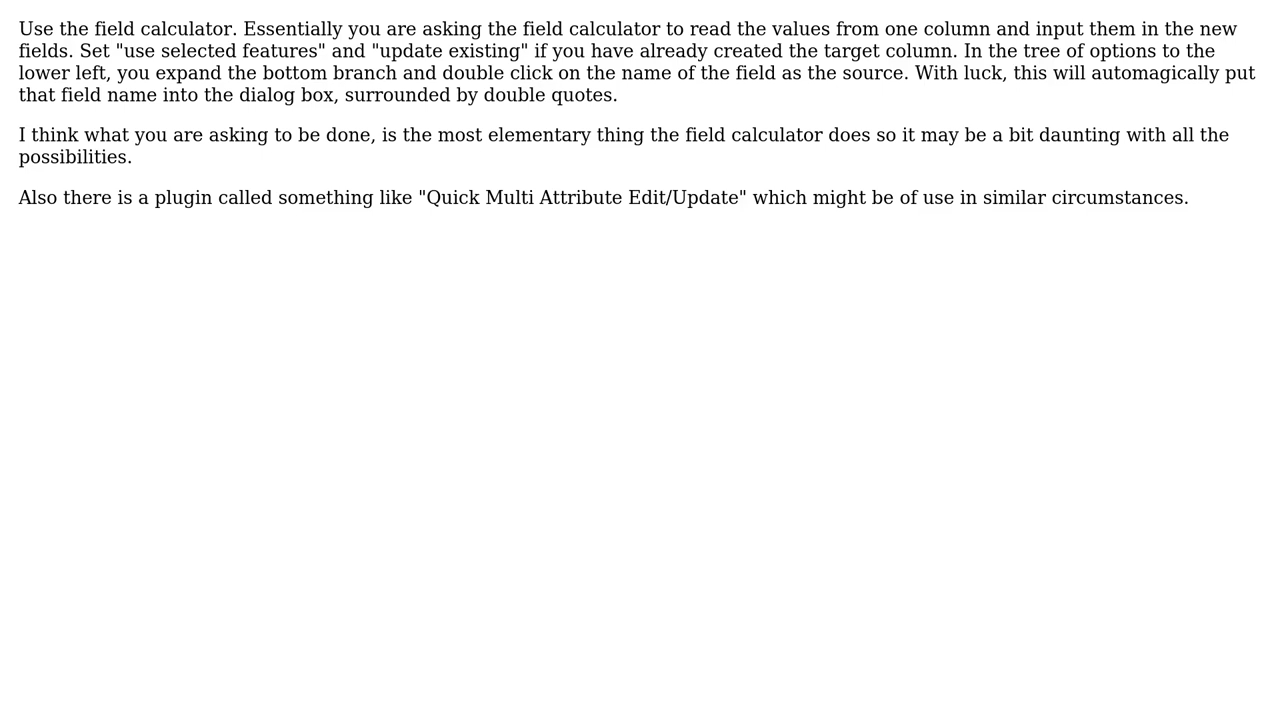 Use the field calculator. Essentially you are asking the field calculator to read the values from one column and input them in the new
fields. Set "use selected features" and "update existing" if you have already created the target column. In the tree of options to the
lower left, you expand the bottom branch and double click on the name of the field as the source. With luck, this will automagically put
that field name into the dialog box, surrounded by double quotes.
I think what you are asking to be done, is the most elementary thing the field calculator does so it may be a bit daunting with all the
possibilities.
Also there is a plugin called something like "Quick Multi Attribute Edit/Update" which might be of use in similar circumstances.